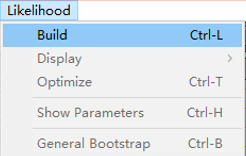 Likelihood
Build Ctrl-L
Display
Optimize Ctrl-T
Show Parameters Ctrl-H
General Bootstrap Ctrl-B